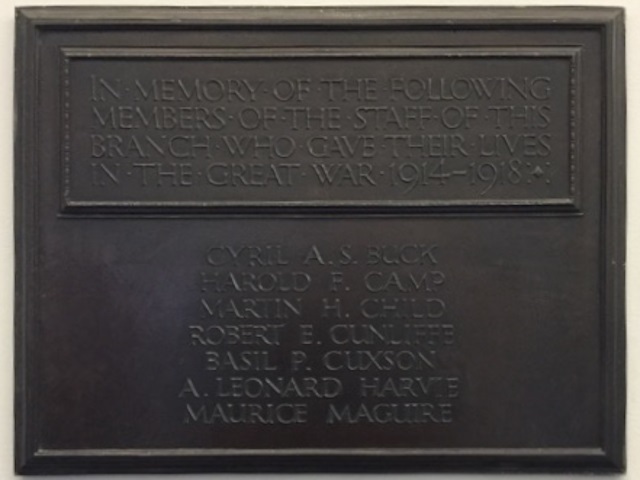 IN·MEMORY·OF·THE·FOLLOWING
MEMBERS·OF·THE·STAFF·OF·THIS
BRANCH·WHO·GAVE·THEIR·LIVES
IN·THE·GREAT·WAR·1914-1918
CYRIL A.S. BUCK
HAROLD F. CAMP
MARTIN H. CHILD
ROBERT E. CUNLIFFE
BASIL P. CUXSON
A. LEONARD HARVIE
MAURICE MAGUIRE